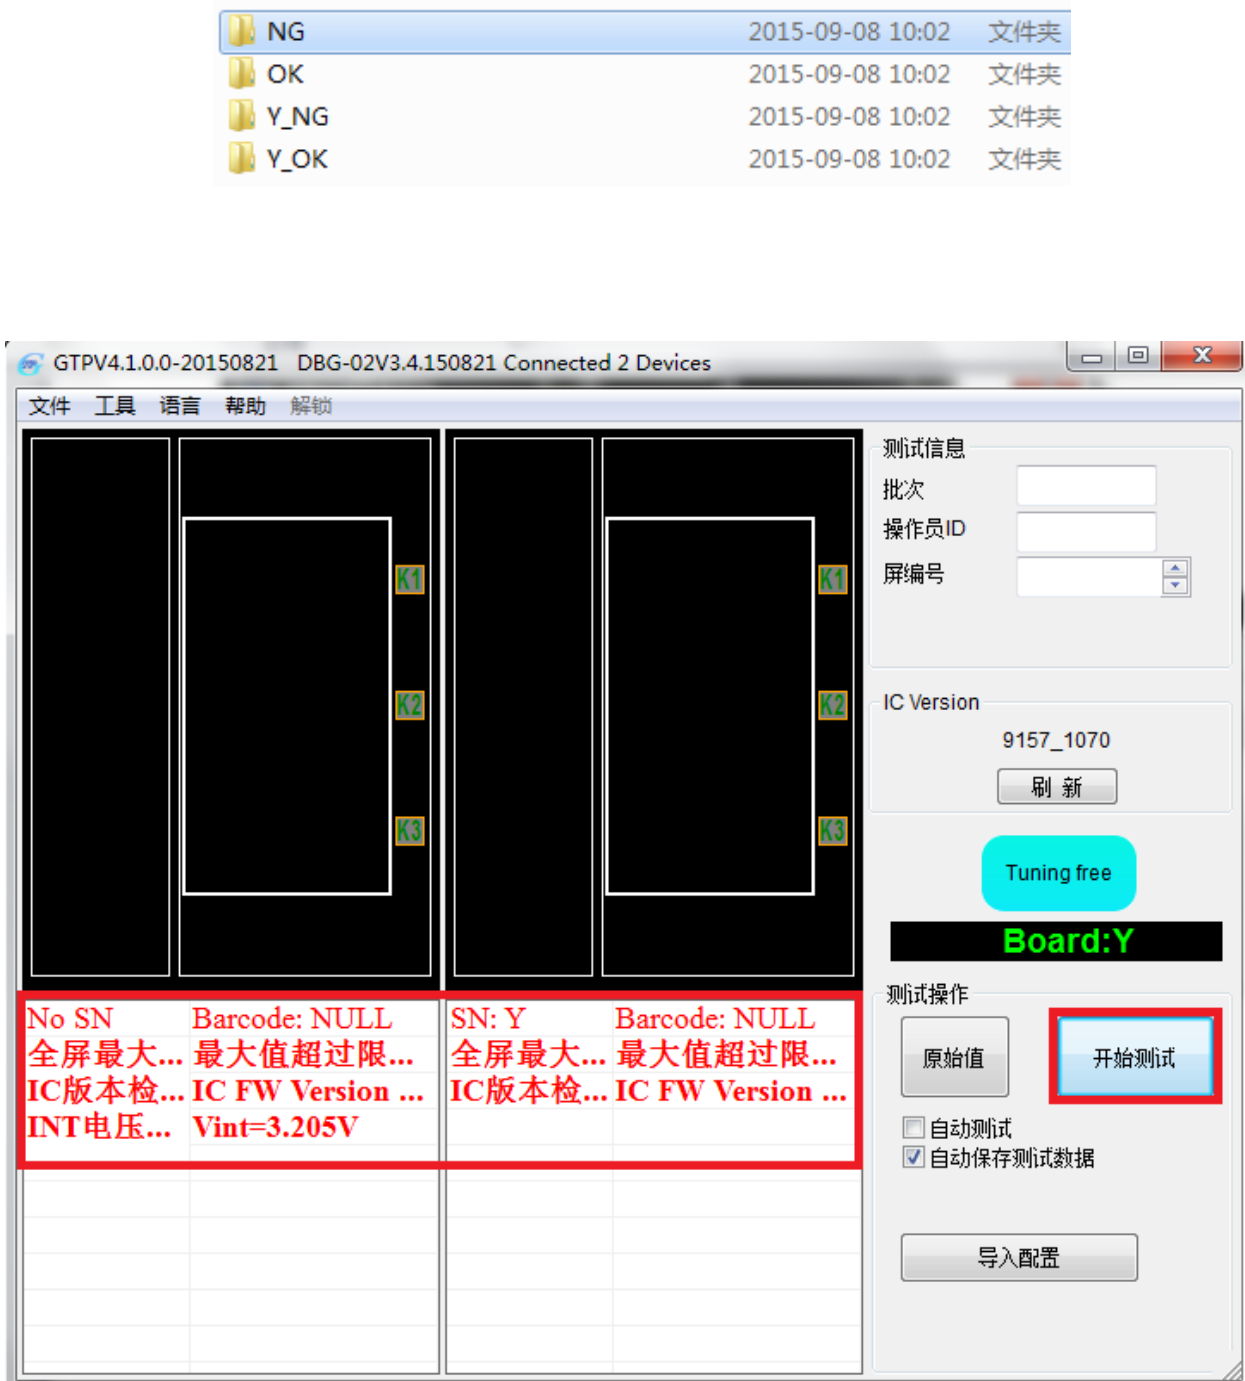 NG 2015-09-08 10:02 文件夹
OK 2015-09-08 10:02 文件夹
Y_NG 2015-09-08 10:02 文件夹
Y_OK 2015-09-08 10:02 文件夹
GTPV4.1.0.0-20150821 DBG-02V3.4.150821 Connected 2 Devices
文件 工具 语言 帮助 解锁
K1
K2
K3
K1
K2
K3
No SN Barcode: NULL
全屏最大... 最大值超过限...
IC版本检... IC FW Version ...
INT电压... Vint=3.205V
SN: Y Barcode: NULL
全屏最大... 最大值超过限...
IC版本检... IC FW Version ...
测试信息
批次
操作员ID
屏编号
IC Version
9157_1070
刷 新
Tuning free
Board:Y
测试操作
原始值 开始测试
自动测试
自动保存测试数据
导入配置